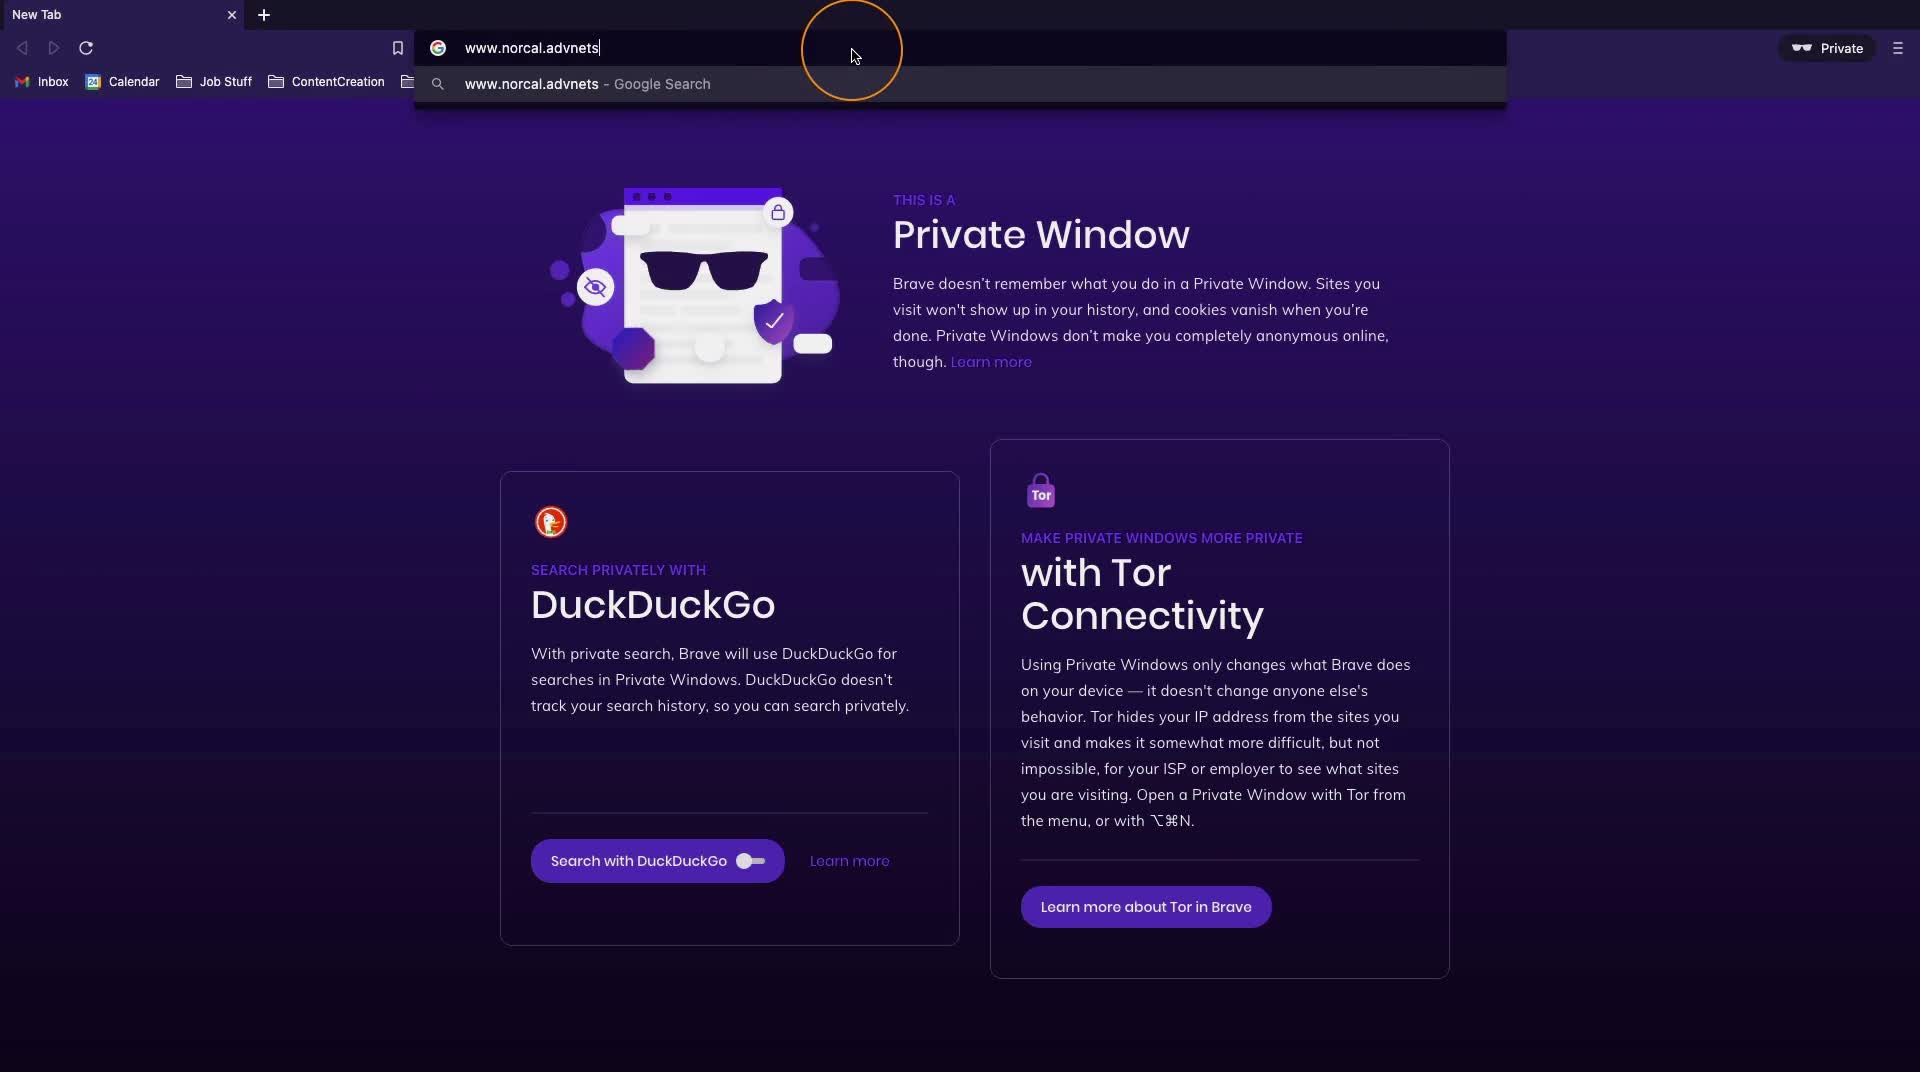 New Tab
www.norcal.advnets
Private
Inbox
24
Calendar
Job Stuff
ContentCreation
www.norcal.advnets - Google Search
THIS IS A
Private Window
Brave doesn't remember what you do in a Private Window. Sites you
visit won't show up in your history, and cookies vanish when you're
done. Private Windows don't make you completely anonymous online,
though. Learn more
SEARCH PRIVATELY WITH
DuckDuckGo
With private search, Brave will use DuckDuckGo for
searches in Private Windows. DuckDuckGo doesn't
track your search history, so you can search privately.
Search with DuckDuckGo
Learn more
Tor
MAKE PRIVATE WINDOWS MORE PRIVATE
with Tor
Connectivity
Using Private Windows only changes what Brave does
on your device — it doesn't change anyone else's
behavior. Tor hides your IP address from the sites you
visit and makes it somewhat more difficult, but not
impossible, for your ISP or employer to see what sites
you are visiting. Open a Private Window with Tor from
the menu, or with ⌥⌘N.
Learn more about Tor in Brave